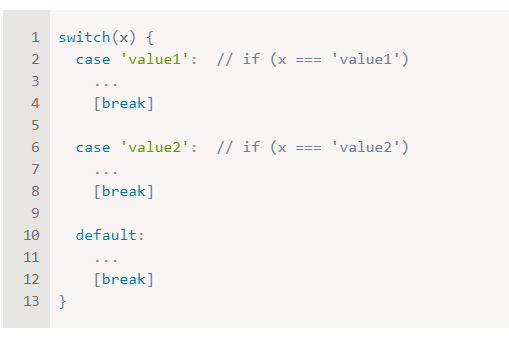 1 switch(x) {
2   case 'value1':  // if (x === 'value1')
3     ...
4     [break]
5
6   case 'value2':  // if (x === 'value2')
7     ...
8     [break]
9
10   default:
11     ...
12     [break]
13 }